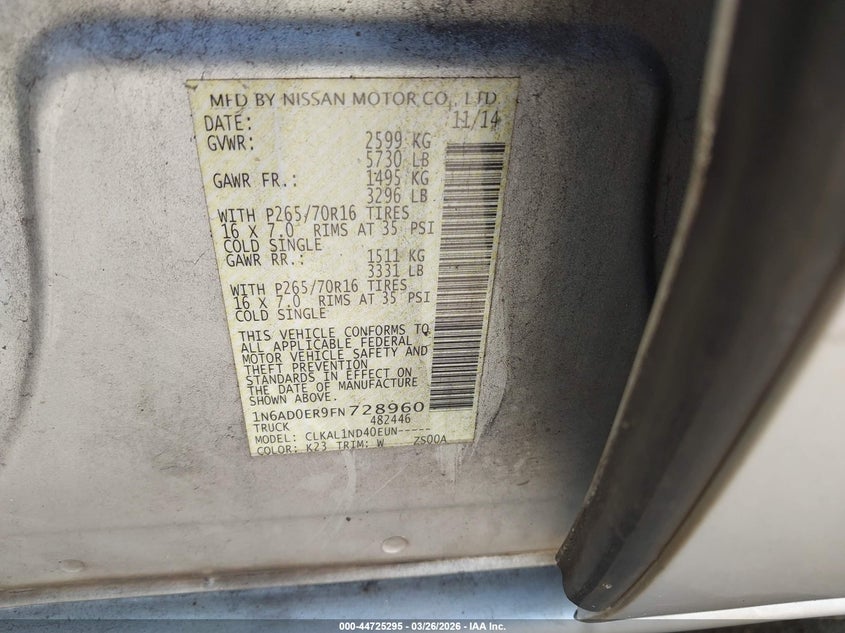 MFD BY NISSAN MOTOR CO., LTD.
DATE: 11/14
GVWR: 2599 KG
5730 LB
GAWR FR.: 1495 KG
3296 LB
WITH P265/70R16 TIRES
16 X 7.0 RIMS AT 35 PSI
COLD SINGLE
GAWR RR.: 1511 KG
3331 LB
WITH P265/70R16 TIRES
16 X 7.0 RIMS AT 35 PSI
COLD SINGLE
THIS VEHICLE CONFORMS TO
ALL APPLICABLE FEDERAL
MOTOR VEHICLE SAFETY AND
THEFT PREVENTION
STANDARDS IN EFFECT ON
THE DATE OF MANUFACTURE
SHOWN ABOVE.
1N6AD0ER9FN728960
TRUCK 482446
MODEL: CLKAL1ND40EUN-----
COLOR: K23 TRIM: W ZS00A
000-44725295 - 03/26/2026 - IAA Inc.